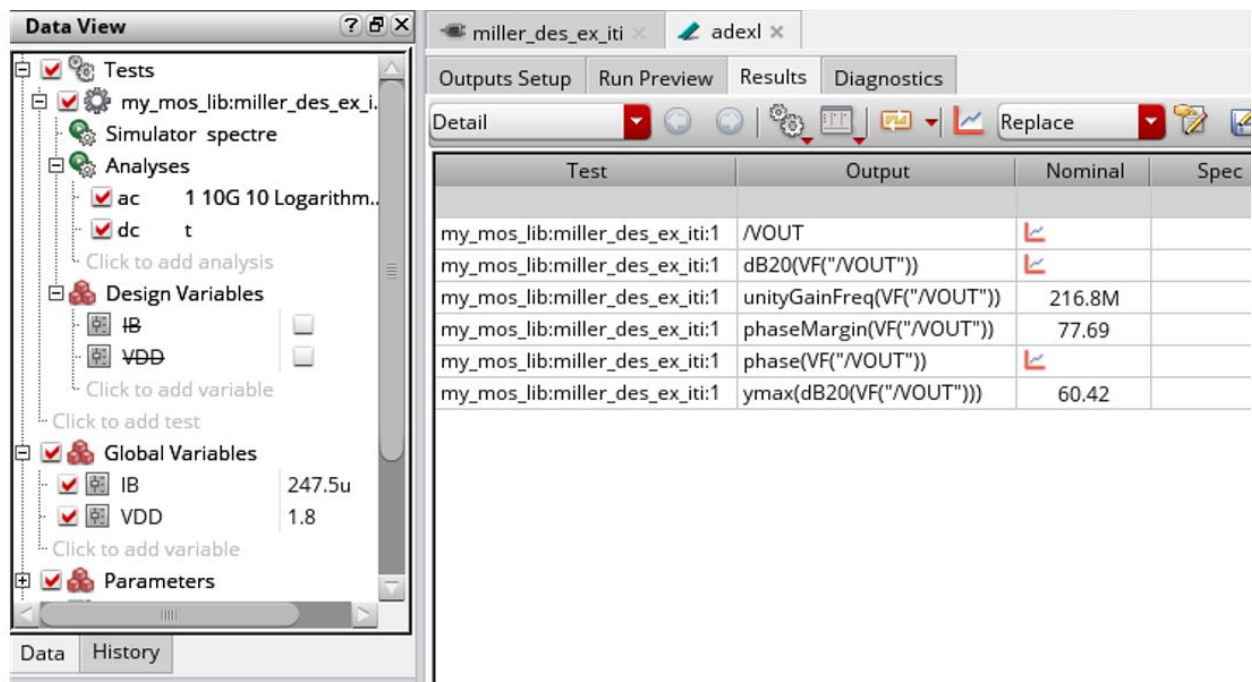 Data View
Tests
my_mos_lib:miller_des_ex_i.
Simulator spectre
Analyses
ac 1 10G 10 Logarithm..
dc t
Click to add analysis
Design Variables
IB
VDD
Click to add variable
Click to add test
Global Variables
IB 247.5u
VDD 1.8
Click to add variable
Parameters
Data History
miller_des_ex_iti adexl
Outputs Setup Run Preview Results Diagnostics
Detail Replace
Test Output Nominal Spec
my_mos_lib:miller_des_ex_iti:1 /VOUT
my_mos_lib:miller_des_ex_iti:1 dB20(VF("/VOUT"))
my_mos_lib:miller_des_ex_iti:1 unityGainFreq(VF("/VOUT")) 216.8M
my_mos_lib:miller_des_ex_iti:1 phaseMargin(VF("/VOUT")) 77.69
my_mos_lib:miller_des_ex_iti:1 phase(VF("/VOUT"))
my_mos_lib:miller_des_ex_iti:1 ymax(dB20(VF("/VOUT"))) 60.42